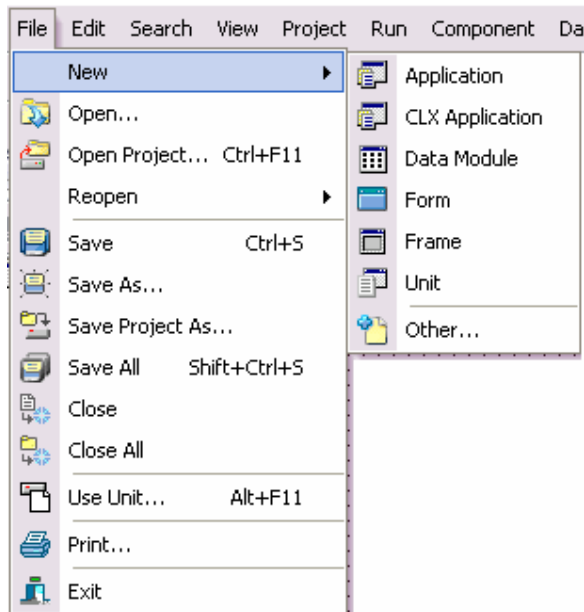 File Edit Search View Project Run Component Da
New
Open...
Open Project... Ctrl+F11
Reopen
Save Ctrl+S
Save As...
Save Project As...
Save All Shift+Ctrl+S
Close
Close All
Use Unit... Alt+F11
Print...
Exit
Application
CLX Application
Data Module
Form
Frame
Unit
Other...